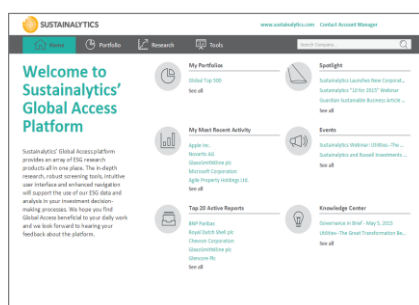 SUSTAINALYTICS
www.sustainalytics.com Contact Account Manager
Home Portfolio Research Tools Search Company...
Welcome to
Sustainalytics'
Global Access
Platform
Sustainalytics' Global Access platform
provides an array of ESG research
products all in one place. The in-depth
research, robust screening tools, intuitive
user interface and enhanced navigation
will support the use of our ESG data and
analysis in your investment decision-
making processes. We hope you find
Global Access beneficial to your daily work
and we look forward to hearing your
feedback about the platform.
My Portfolios
Global Top 500
See all
My Most Recent Activity
Apple Inc.
Novartis AG
GlaxoSmithKline plc
Microsoft Corporation
Agile Property Holdings Ltd.
See all
Top 20 Active Reports
BNP Paribas
Royal Dutch Shell plc
Chevron Corporation
GlaxoSmithKline plc
Glencore Plc
See all
Spotlight
Sustainalytics Launches New Corporat...
Sustainalytics "10 for 2015" Webinar
Guardian Sustainable Business Article ...
See all
Events
Sustainalytics Webinar: Utilities--The ...
Sustainalytics and Based Investments ...
See all
Knowledge Center
Governance in Brief - May 5, 2015
Utilities--The Great Transformation Be...
See all